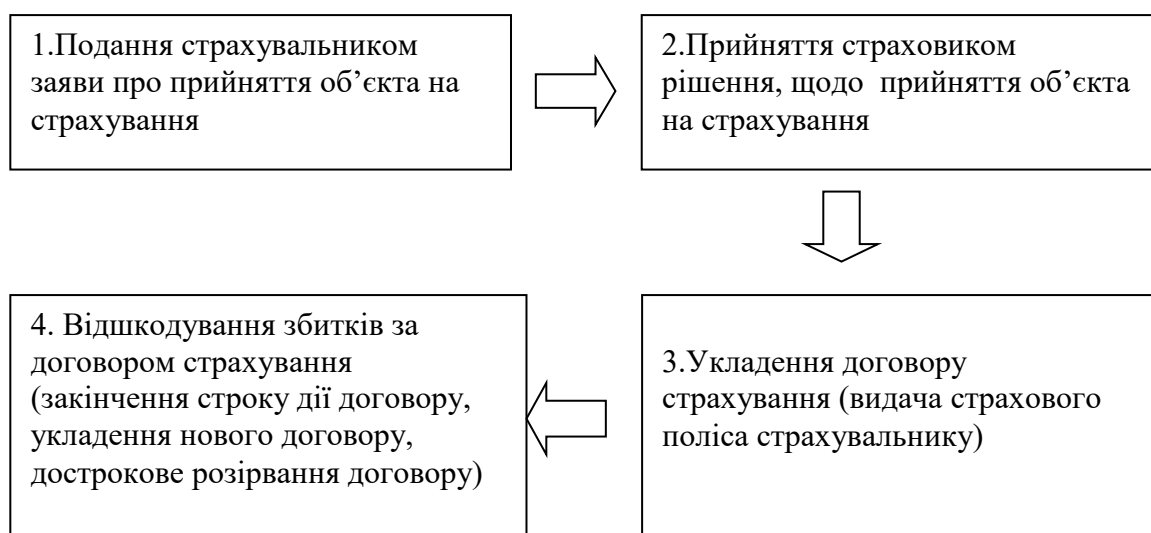 1.Подання страхувальником
заяви про прийняття об’єкта на
страхування
2.Прийняття страховиком
рішення, щодо прийняття об’єкта
на страхування
3.Укладення договору
страхування (видача страхового
поліса страхувальнику)
4. Відшкодування збитків за
договором страхування
(закінчення строку дії договору,
укладення нового договору,
дострокове розірвання договору)